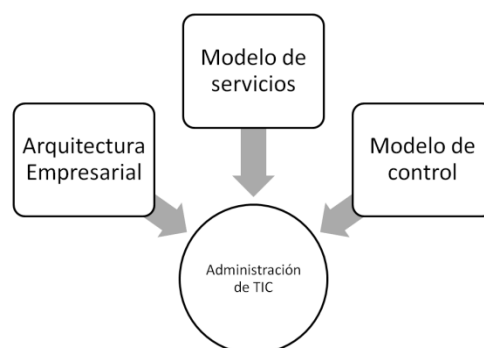 Modelo de
servicios
Arquitectura
Empresarial
Modelo de
control
Administración
de TIC